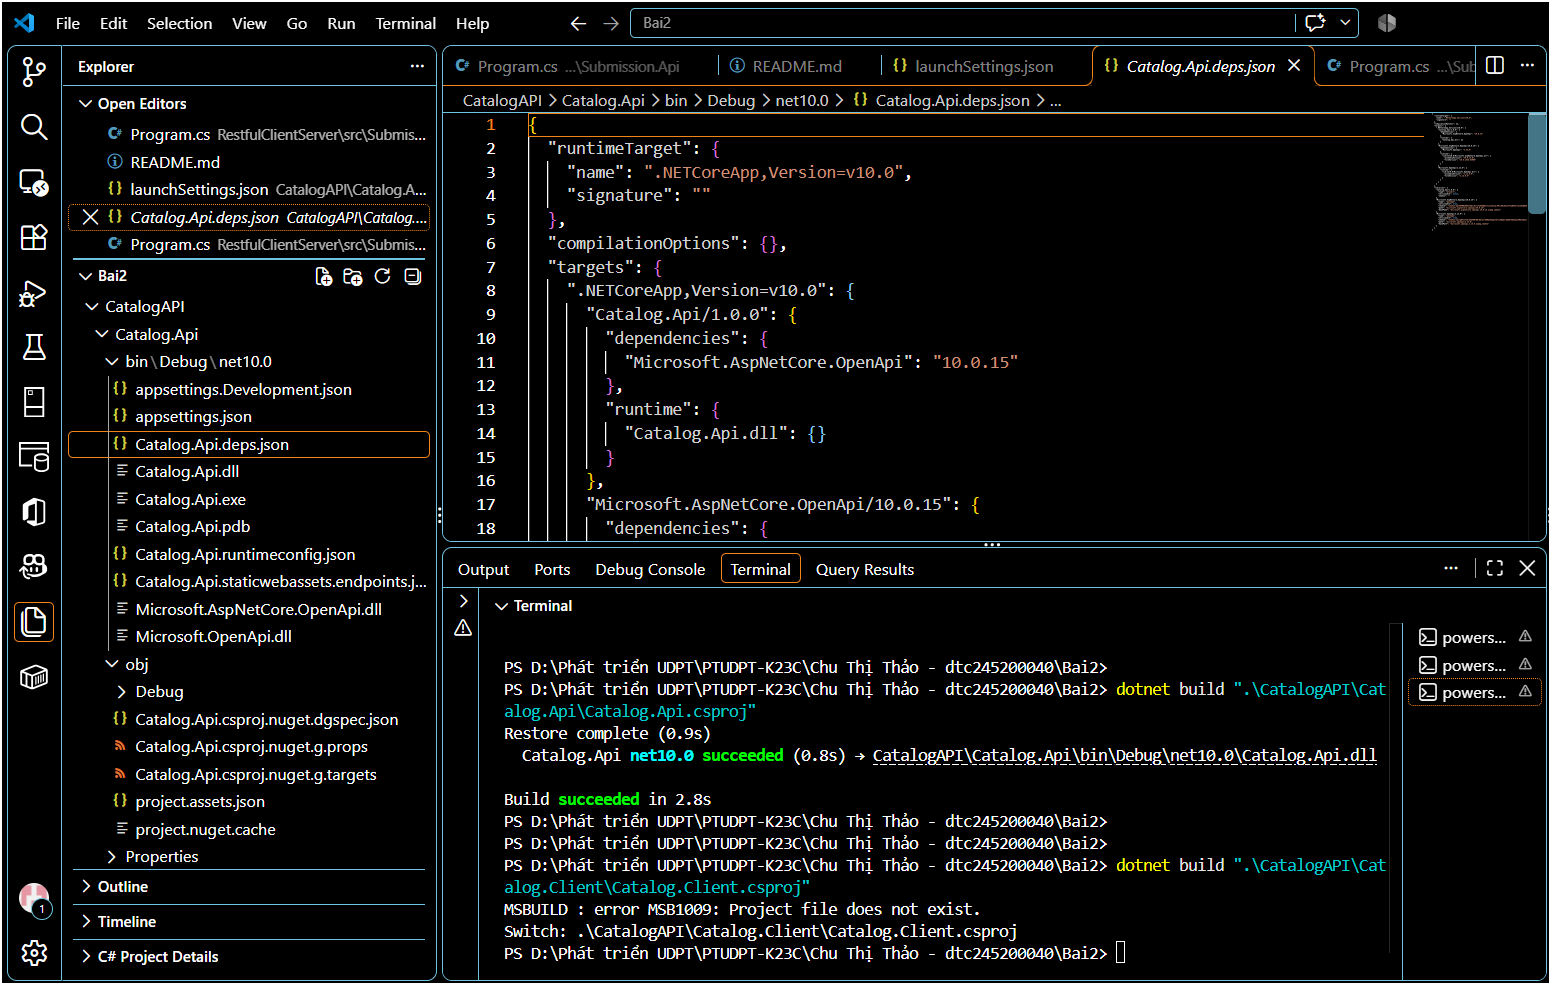 File Edit Selection View Go Run Terminal Help
Bai2
Explorer
Open Editors
Program.cs RestfulClientServer\src\Submis...
README.md
launchSettings.json CatalogAPI\Catalog.A...
Catalog.Api.deps.json CatalogAPI\Catalog....
Program.cs RestfulClientServer\src\Submis...
Bai2
CatalogAPI
Catalog.Api
bin\Debug\net10.0
appsettings.Development.json
appsettings.json
Catalog.Api.deps.json
Catalog.Api.dll
Catalog.Api.exe
Catalog.Api.pdb
Catalog.Api.runtimeconfig.json
Catalog.Api.staticwebassets.endpoints.j...
Microsoft.AspNetCore.OpenApi.dll
Microsoft.OpenApi.dll
obj
Debug
Catalog.Api.csproj.nuget.dgspec.json
Catalog.Api.csproj.nuget.g.props
Catalog.Api.csproj.nuget.g.targets
project.assets.json
project.nuget.cache
Properties
Outline
Timeline
C# Project Details
1
Program.cs ...\Submission.Api README.md launchSettings.json Catalog.Api.deps.json Program.cs ...\Sub
CatalogAPI > Catalog.Api > bin > Debug > net10.0 > {} Catalog.Api.deps.json > ...
1 {
2 "runtimeTarget": {
3 "name": ".NETCoreApp,Version=v10.0",
4 "signature": ""
5 },
6 "compilationOptions": {},
7 "targets": {
8 ".NETCoreApp,Version=v10.0": {
9 "Catalog.Api/1.0.0": {
10 "dependencies": {
11 "Microsoft.AspNetCore.OpenApi": "10.0.15"
12 },
13 "runtime": {
14 "Catalog.Api.dll": {}
15 }
16 },
17 "Microsoft.AspNetCore.OpenApi/10.0.15": {
18 "dependencies": {
Output Ports Debug Console Terminal Query Results
Terminal
PS D:\Phát triển UDPT\PTUDPT-K23C\Chu Thị Thảo - dtc245200040\Bai2>
PS D:\Phát triển UDPT\PTUDPT-K23C\Chu Thị Thảo - dtc245200040\Bai2> dotnet build ".\CatalogAPI\Cat
alog.Api\Catalog.Api.csproj"
Restore complete (0.9s)
Catalog.Api net10.0 succeeded (0.8s) → CatalogAPI\Catalog.Api\bin\Debug\net10.0\Catalog.Api.dll
Build succeeded in 2.8s
PS D:\Phát triển UDPT\PTUDPT-K23C\Chu Thị Thảo - dtc245200040\Bai2>
PS D:\Phát triển UDPT\PTUDPT-K23C\Chu Thị Thảo - dtc245200040\Bai2>
PS D:\Phát triển UDPT\PTUDPT-K23C\Chu Thị Thảo - dtc245200040\Bai2> dotnet build ".\CatalogAPI\Cat
alog.Client\Catalog.Client.csproj"
MSBUILD : error MSB1009: Project file does not exist.
Switch: .\CatalogAPI\Catalog.Client\Catalog.Client.csproj
PS D:\Phát triển UDPT\PTUDPT-K23C\Chu Thị Thảo - dtc245200040\Bai2>
powers...
powers...
powers...